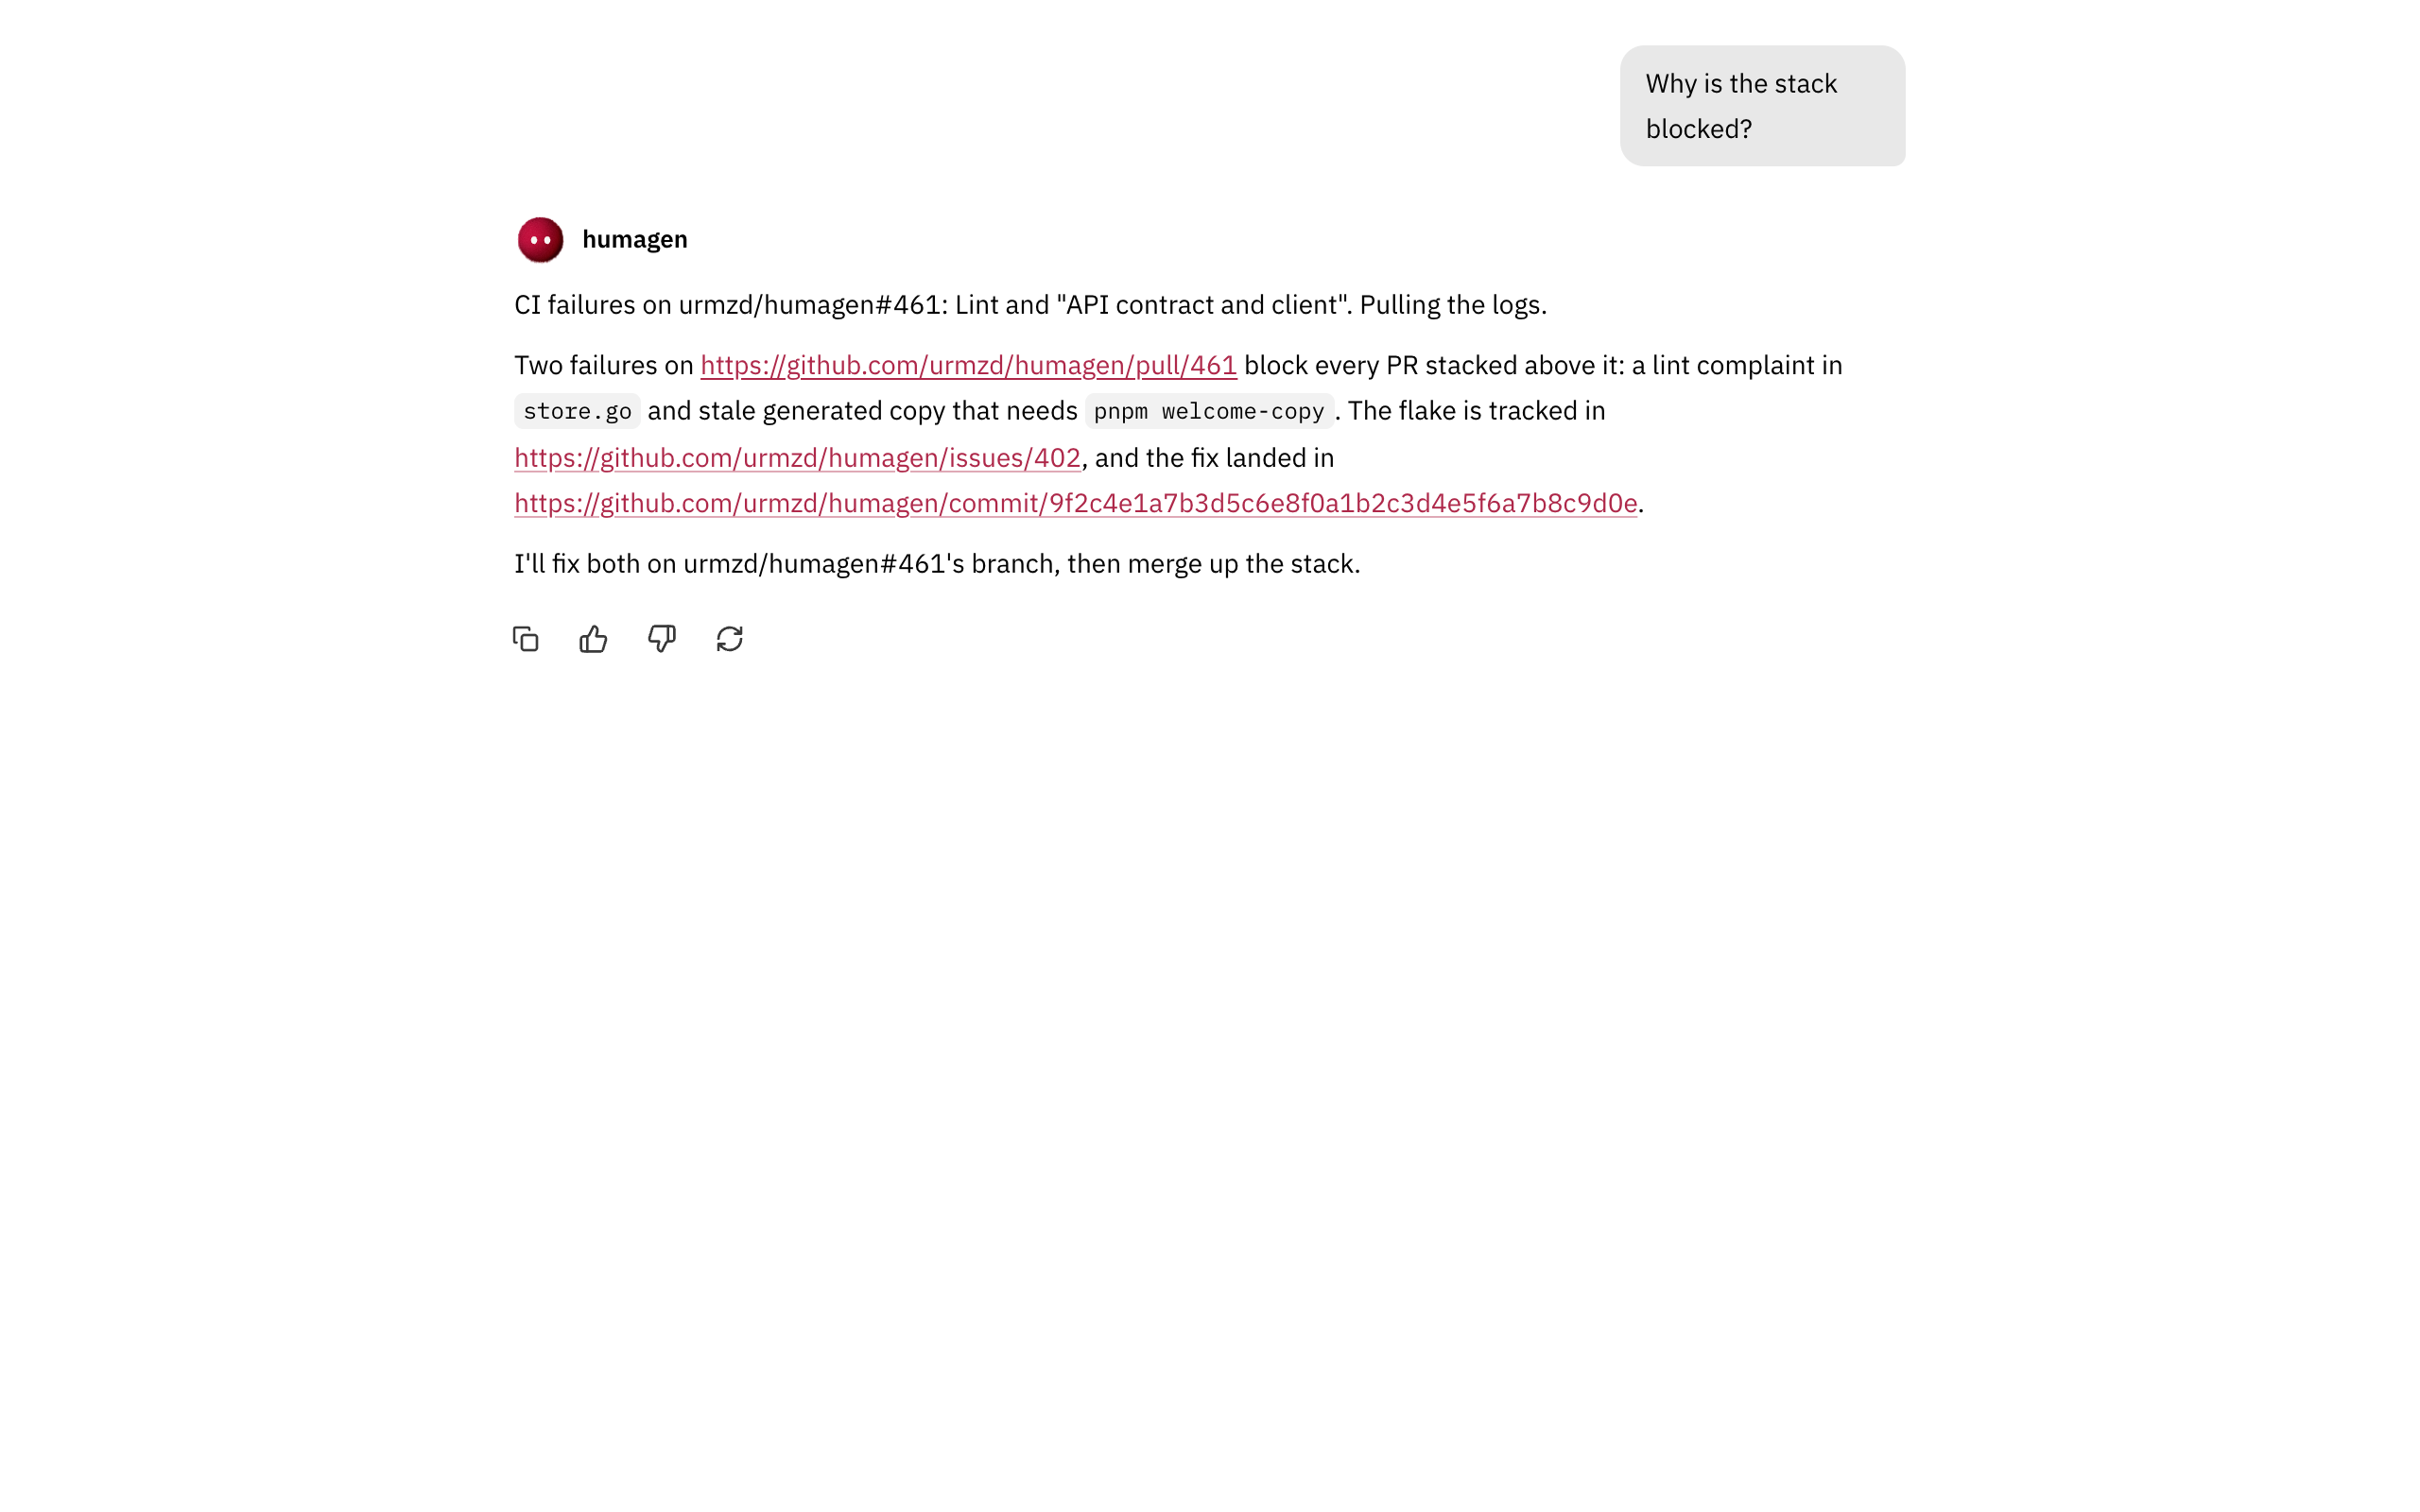 Why is the stack
blocked?
humagen
CI failures on urmzd/humagen#461: Lint and "API contract and client". Pulling the logs.
Two failures on https://github.com/urmzd/humagen/pull/461 block every PR stacked above it: a lint complaint in
store.go and stale generated copy that needs pnpm welcome-copy. The flake is tracked in
https://github.com/urmzd/humagen/issues/402, and the fix landed in
https://github.com/urmzd/humagen/commit/9f2c4e1a7b3d5c6e8f0a1b2c3d4e5f6a7b8c9d0e.
I'll fix both on urmzd/humagen#461's branch, then merge up the stack.